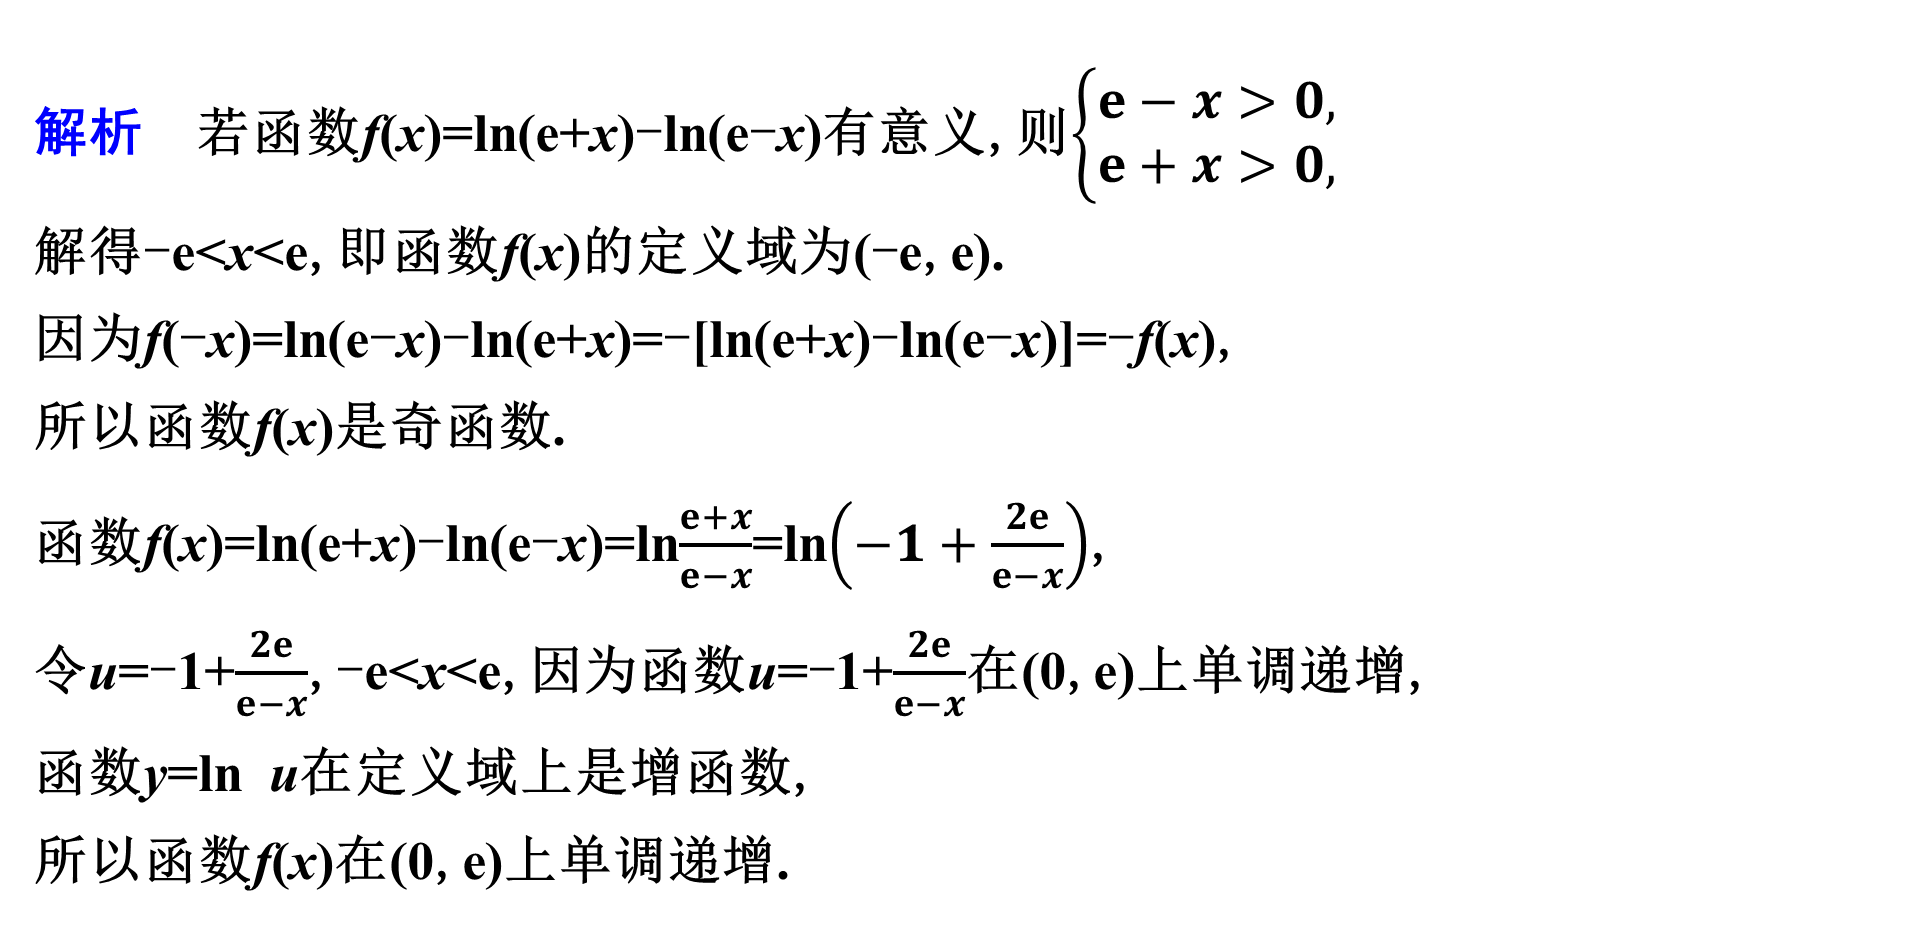 解析 若函数f(x)=ln(e+x)−ln(e−x)有意义, 则{e − x > 0, e + x > 0,
解得−e<x<e, 即函数f(x)的定义域为(−e, e).
因为f(−x)=ln(e−x)−ln(e+x)=−[ln(e+x)−ln(e−x)]=−f(x),
所以函数f(x)是奇函数.
函数f(x)=ln(e+x)−ln(e−x)=ln\frac{e+x}{e−x}=ln(−1 + \frac{2e}{e−x}),
令u=−1+\frac{2e}{e−x}, −e<x<e, 因为函数u=−1+\frac{2e}{e−x}在(0, e)上单调递增,
函数y=ln u在定义域上是增函数,
所以函数f(x)在(0, e)上单调递增.